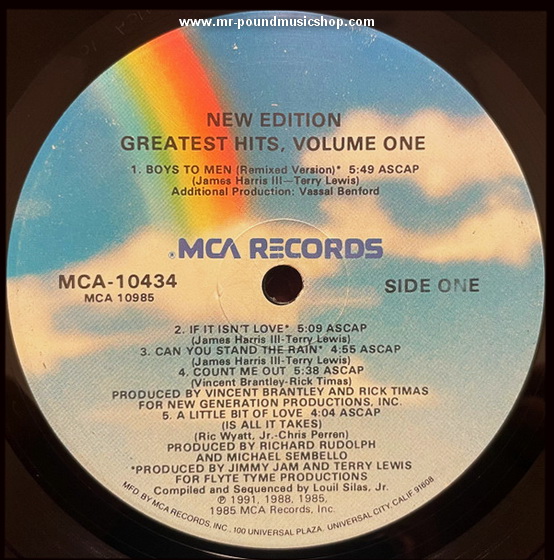 www.mr-poundmusicshop.com
NEW EDITION
GREATEST HITS, VOLUME ONE
1. BOYS TO MEN (Remixed Version)* 5:49 ASCAP
(James Harris III—Terry Lewis)
Additional Production: Vassal Benford
®MCA RECORDS
MCA-10434
MCA 10985
SIDE ONE
2. IF IT ISN'T LOVE* 5:09 ASCAP
(James Harris III-Terry Lewis)
3. CAN YOU STAND THE RAIN* 4:55 ASCAP
(James Harris III-Terry Lewis)
4. COUNT ME OUT 5:38 ASCAP
(Vincent Brantley-Rick Timas)
PRODUCED BY VINCENT BRANTLEY AND RICK TIMAS
FOR NEW GENERATION PRODUCTIONS, INC.
5. A LITTLE BIT OF LOVE 4:04 ASCAP
(IS ALL IT TAKES)
(Ric Wyatt, Jr.-Chris Perren)
PRODUCED BY RICHARD RUDOLPH
AND MICHAEL SEMBELLO
*PRODUCED BY JIMMY JAM AND TERRY LEWIS
FOR FLYTE TYME PRODUCTIONS
Compiled and Sequenced by Louil Silas, Jr.
℗ 1991, 1988, 1985,
1985 MCA Records, Inc.
MFD BY MCA RECORDS, INC., 100 UNIVERSAL PLAZA, UNIVERSAL CITY, CALIF 91608